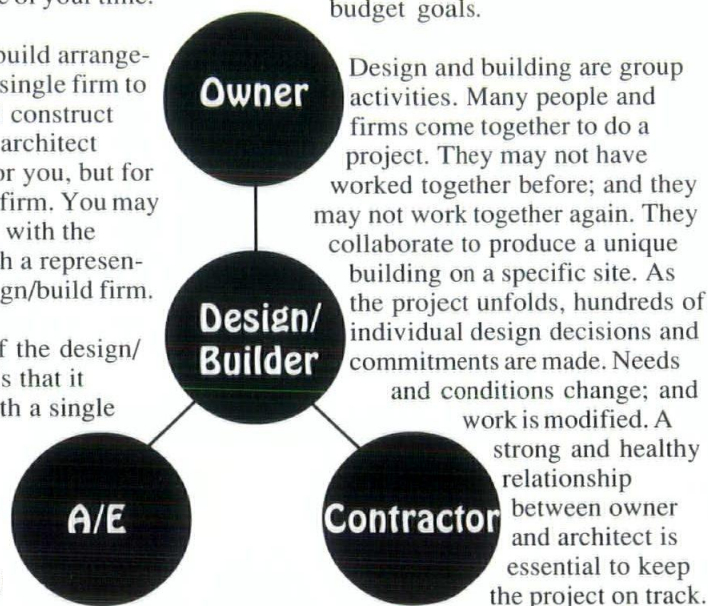 of your time.
build arrange-
single firm to
construct
architect
or you, but for
firm. You may
with the
h a represen-
gn/build firm.
f the design/
s that it
th a single
Owner
Design/
Builder
A/E
Contractor
budget goals.
Design and building are group
activities. Many people and
firms come together to do a
project. They may not have
worked together before; and they
may not work together again. They
collaborate to produce a unique
building on a specific site. As
the project unfolds, hundreds of
individual design decisions and
commitments are made. Needs
and conditions change; and
work is modified. A
strong and healthy
relationship
between owner
and architect is
essential to keep
the project on track.